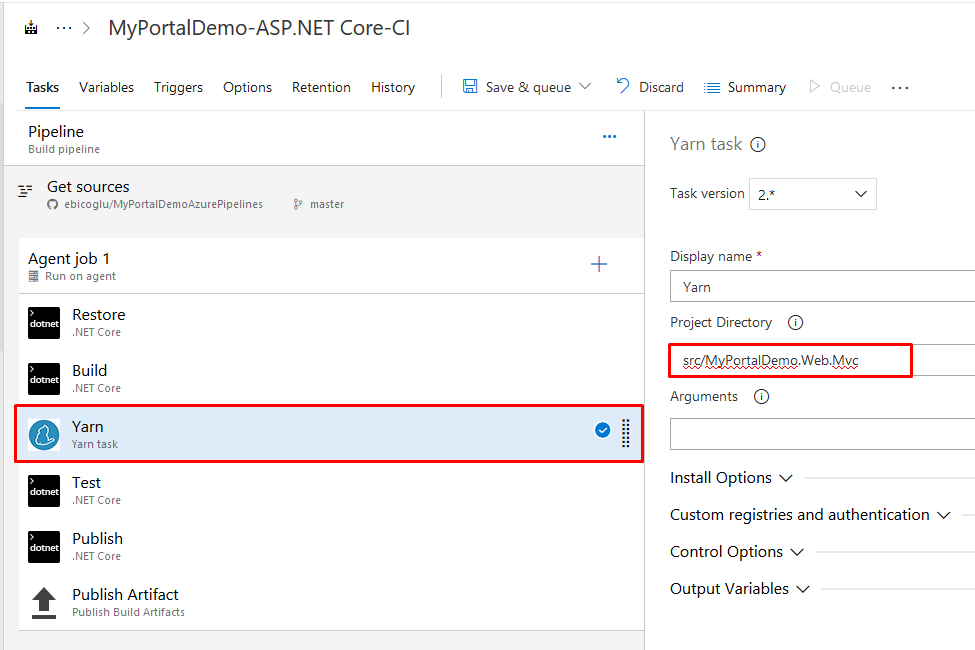 ··· > MyPortalDemo-ASP.NET Core-CI
Tasks Variables Triggers Options Retention History Save & queue Discard Summary Queue ···
Pipeline ···
Build pipeline
Get sources
ebicoglu/MyPortalDemoAzurePipelines master
Agent job 1 +
Run on agent
>
dotnet
Restore
.NET Core
>
dotnet
Build
.NET Core
Yarn
Yarn task
>
dotnet
Test
.NET Core
>
dotnet
Publish
.NET Core
Publish Artifact
Publish Build Artifacts
Yarn task i
Task version 2.*
Display name *
Yarn
Project Directory i
src/MyPortalDemo.Web.Mvc
Arguments i
Install Options
Custom registries and authentication
Control Options
Output Variables